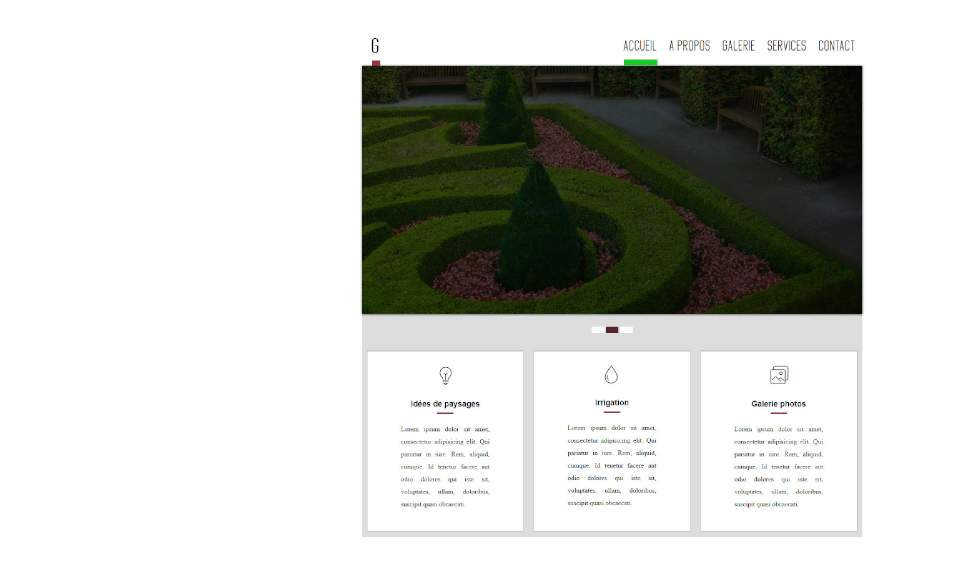 G
ACCUEIL A PROPOS GALERIE SERVICES CONTACT
Idées de paysages
Lorem ipsum dolor sit amet,
consectetur adipisicing elit. Qui
pariatur in iure. Rem, aliquid,
cumque. Id tenetur facere aut
odio dolores qui iste sit,
voluptates, ullam, doloribus,
suscipit quasi obcaecati.
Irrigation
Lorem ipsum dolor sit amet,
consectetur adipisicing elit. Qui
pariatur in iure. Rem, aliquid,
cumque. Id tenetur facere aut
odio dolores qui iste sit,
voluptates, ullam, doloribus,
suscipit quasi obcaecati.
Galerie photos
Lorem ipsum dolor sit amet,
consectetur adipisicing elit. Qui
pariatur in iure. Rem, aliquid,
cumque. Id tenetur facere aut
odio dolores qui iste sit,
voluptates, ullam, doloribus,
suscipit quasi obcaecati.